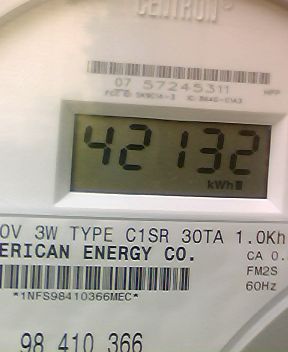 CENTRON
07 57245311
42132
kWh
0V 3W TYPE C1SR 30TA 1.0Kh
ERICAN ENERGY CO. CA 0.
FM2S
*1NFS98410366MEC* 60Hz
98 410 366